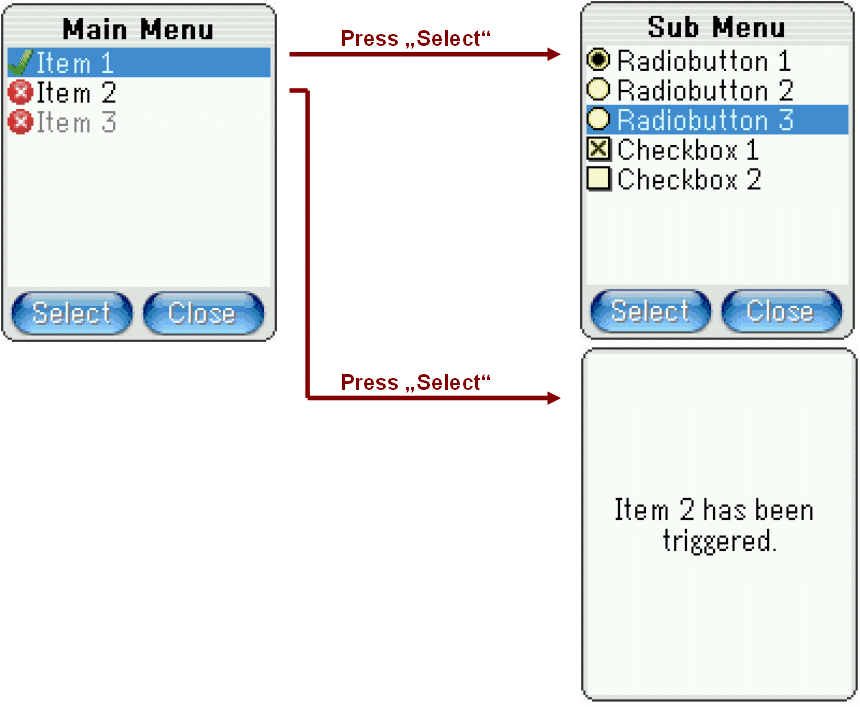 Main Menu
Item 1
Item 2
Item 3
Select Close
Press „Select“
Sub Menu
Radiobutton 1
Radiobutton 2
Radiobutton 3
Checkbox 1
Checkbox 2
Select Close
Press „Select“
Item 2 has been
triggered.